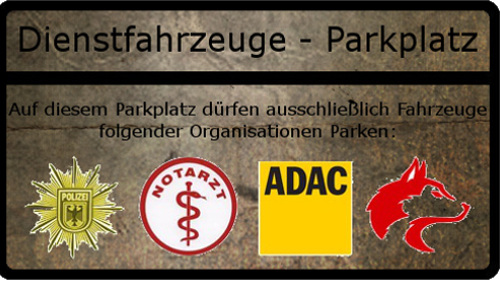 Dienstfahrzeuge - Parkplatz
Auf diesem Parkplatz dürfen ausschließlich Fahrzeuge
folgender Organisationen Parken:
POLIZEI
NOTARZT
ADAC